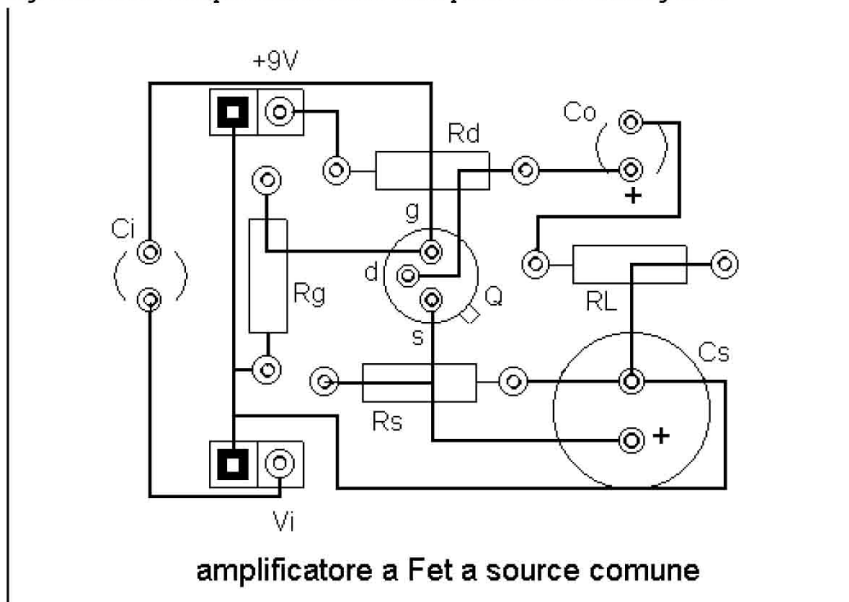 +9V
Co
Rd
+
g
Ci
d
Rg
Q
RL
s
Cs
Rs
+
Vi
amplificatore a Fet a source comune